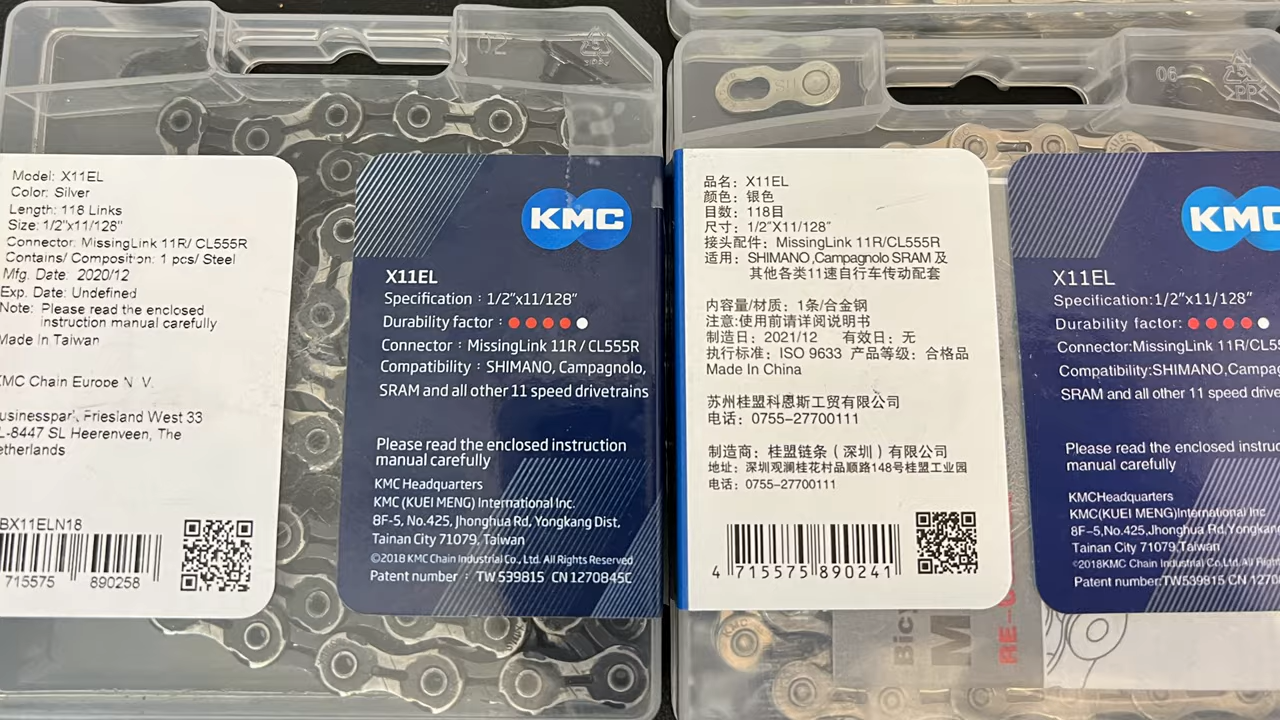 02
Model: X11EL
Color: Silver
Length: 118 Links
Size: 1/2"x11/128"
Connector: MissingLink 11R/ CL555R
Contains/ Composition: 1 pcs/ Steel
Mfg. Date: 2020/12
Exp. Date: Undefined
Note: Please read the enclosed
instruction manual carefully
Made In Taiwan
KMC Chain Europe N.V.
usinesspark Friesland West 33
L-8447 SL Heerenveen, The
etherlands
BX11ELN18
715575 890258
KMC
X11EL
Specification : 1/2"x11/128"
Durability factor :
Connector : MissingLink 11R / CL555R
Compatibility : SHIMANO, Campagnolo,
SRAM and all other 11 speed drivetrains
Please read the enclosed instruction
manual carefully
KMC Headquarters
KMC (KUEI MENG) International Inc.
8F-5, No.425, Jhonghua Rd, Yongkang Dist,
Tainan City 71079, Taiwan
©2018 KMC Chain Industrial Co., Ltd. All Rights Reserved
Patent number : TW 539815 CN 1270845C
06
PP
品名：X11EL
颜色：银色
目数：118目
尺寸：1/2"X11/128"
接头配件：MissingLink 11R/CL555R
适用：SHIMANO,Campagnolo SRAM 及
其他各类11速自行车传动配套
内容量/材质：1条/合金钢
注意:使用前请详阅说明书
制造日：2021/12 有效日：无
执行标准：ISO 9633 产品等级：合格品
Made In China
苏州桂盟科恩斯工贸有限公司
电话：0755-27700111
制造商：桂盟链条（深圳）有限公司
地址：深圳观澜桂花村品顺路148号桂盟工业园
电话：0755-27700111
4 715575 890241
KMC
X11EL
Specification:1/2"x11/128"
Durability factor:
Connector:MissingLink 11R/CL55
Compatibility:SHIMANO,Campag
SRAM and all other 11 speed drive
Please read the enclosed instruc
manual carefully
KMCHeadquarters
KMC(KUEI MENG)International Inc.
8F-5,No.425,Jhonghua Rd,Yongkan
Tainan City 71079,Taiwan
©2018KMC Chain Industrial Co.,Ltd.All Right
Patent number:TW539815 CN 1270
KMC
Bic
M
RE-